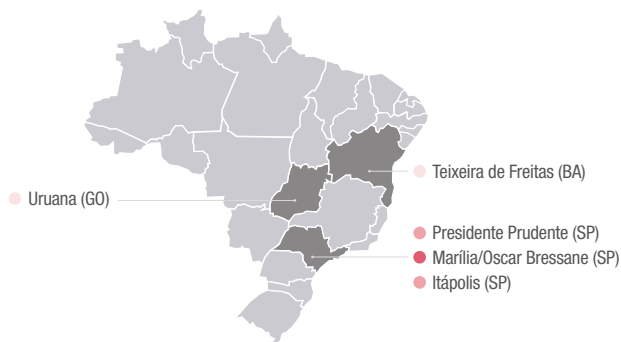 Teixeira de Freitas (BA)
Uruana (GO)
Presidente Prudente (SP)
Marília/Oscar Bressane (SP)
Itápolis (SP)